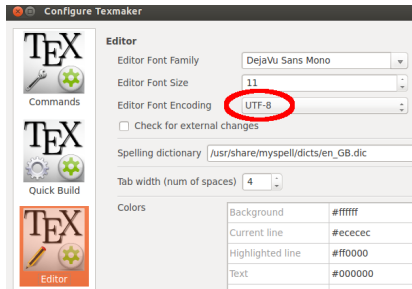 Configure Texmaker
TEX
Commands
TEX
Quick Build
TEX
Editor
Editor
Editor Font Family DejaVu Sans Mono
Editor Font Size 11
Editor Font Encoding UTF-8
Check for external changes
Spelling dictionary /usr/share/myspell/dicts/en_GB.dic
Tab width (num of spaces) 4
Colors
Background #ffffff
Current line #ececec
Highlighted line #ff0000
Text #000000